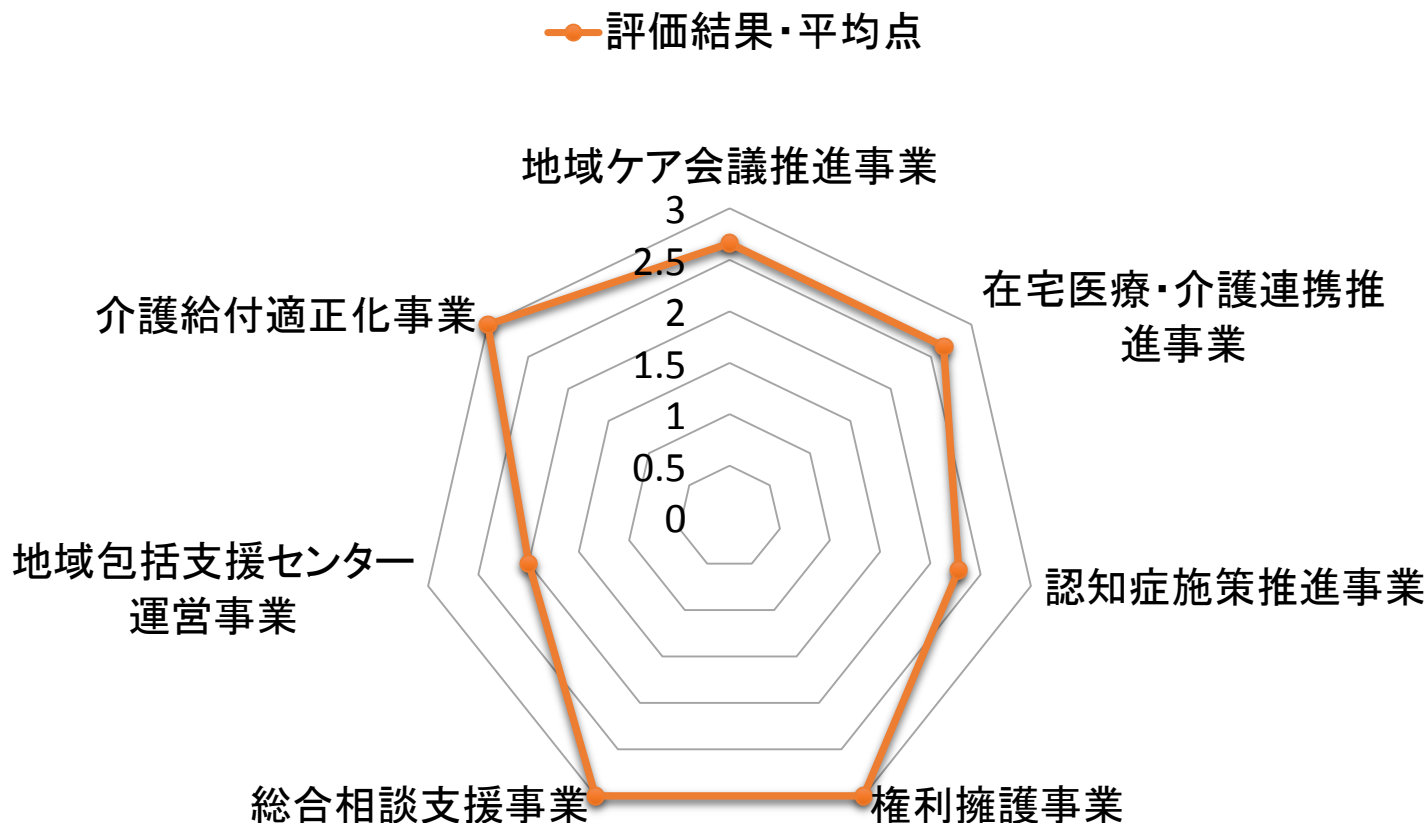 評価結果・平均点
地域ケア会議推進事業
3
2.5
2
1.5
1
0.5
0
在宅医療・介護連携推
進事業
認知症施策推進事業
権利擁護事業
総合相談支援事業
地域包括支援センター
運営事業
介護給付適正化事業